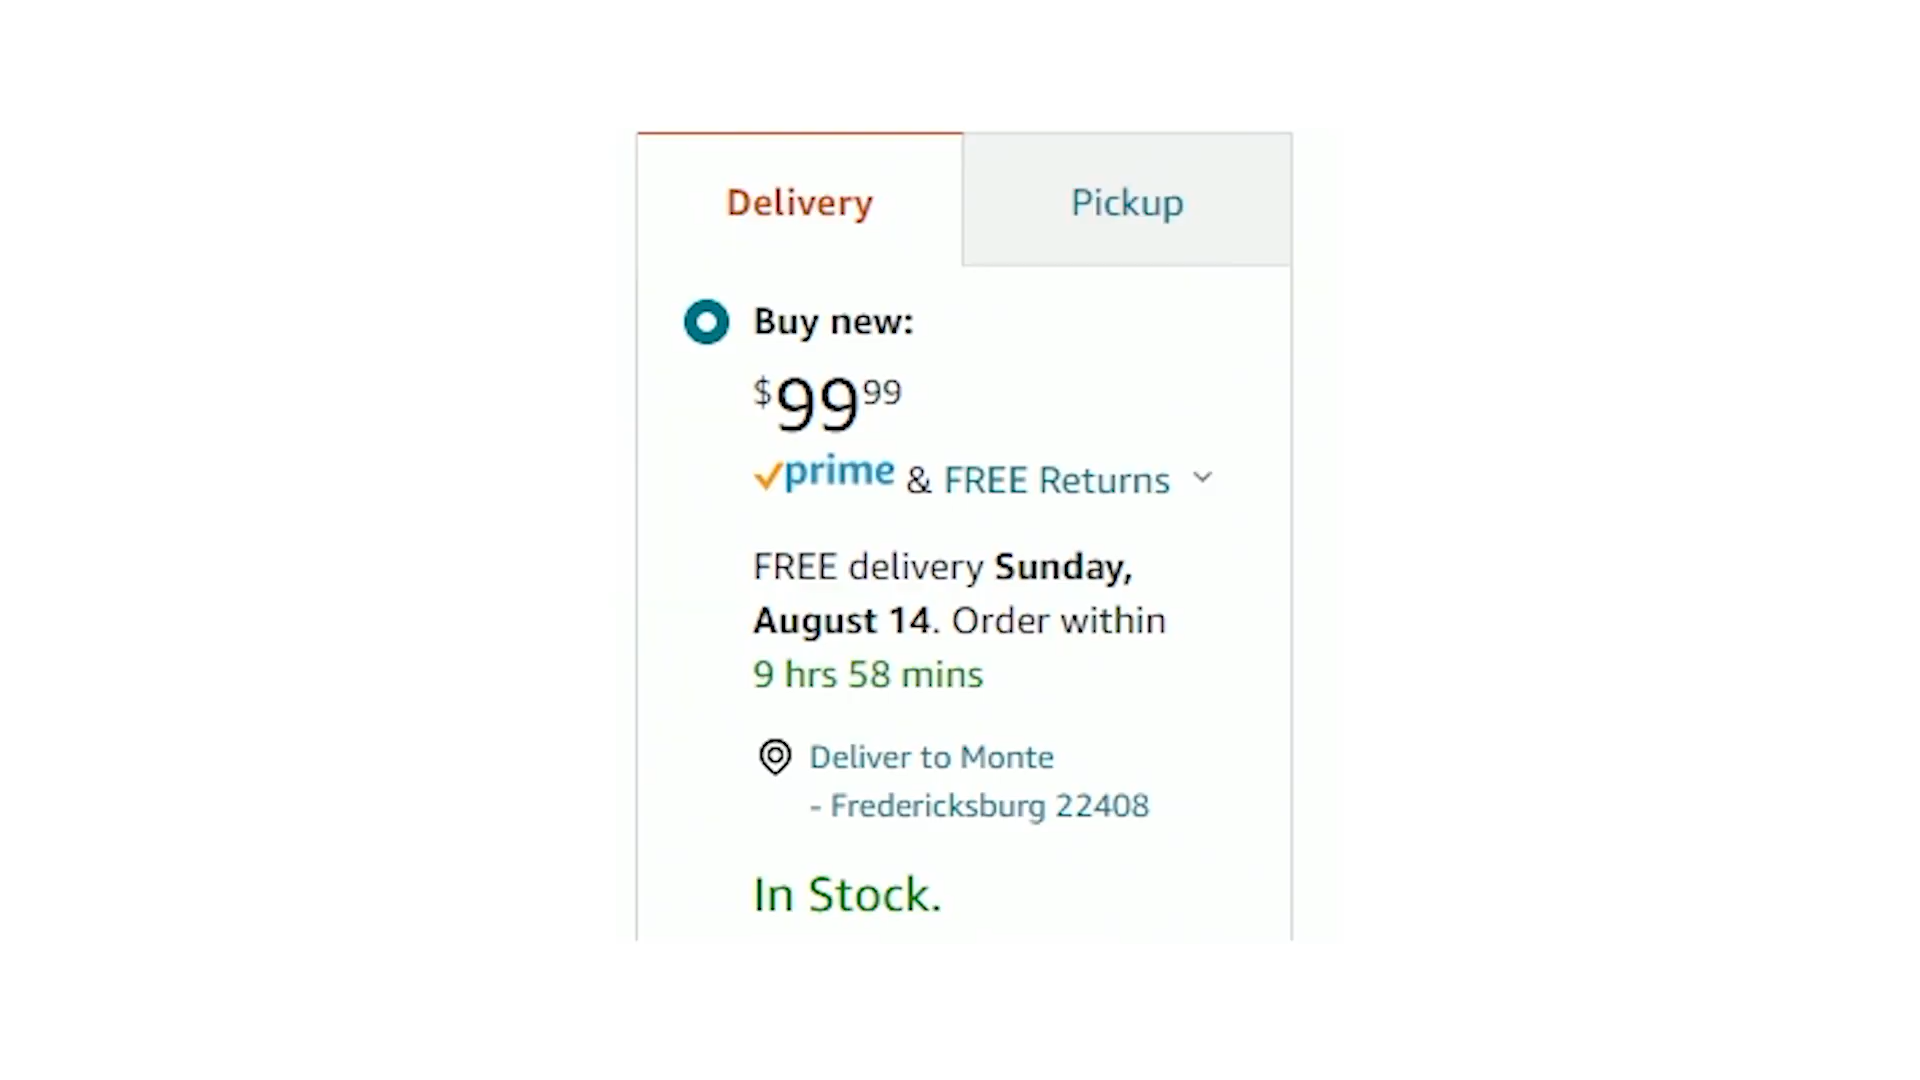 Delivery
Pickup
Buy new:
$99 99
prime & FREE Returns
FREE delivery Sunday,
August 14. Order within
9 hrs 58 mins
Deliver to Monte
- Fredericksburg 22408
In Stock.